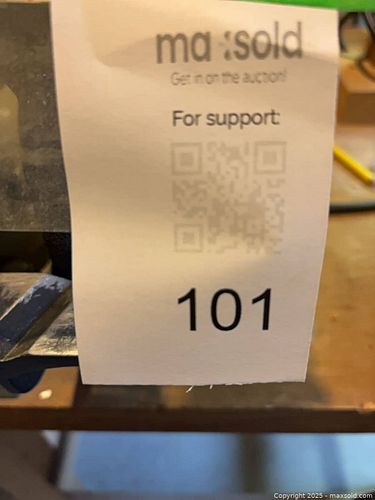 ma :sold
Get in on the auction!
For support:
101
Copyright 2025 - maxsold.com